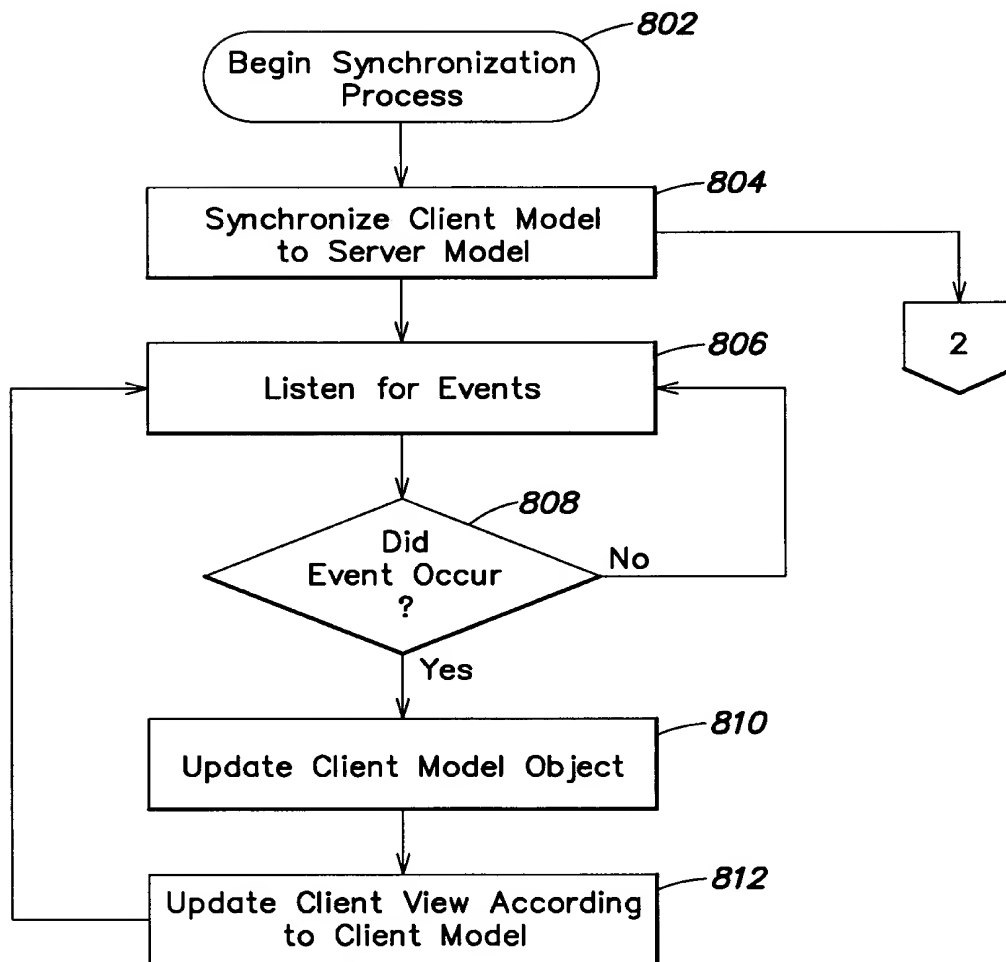 802
Begin Synchronization
Process
804
Synchronize Client Model
to Server Model
2
806
Listen for Events
808
Did
Event Occur
?
No
Yes
810
Update Client Model Object
812
Update Client View According
to Client Model